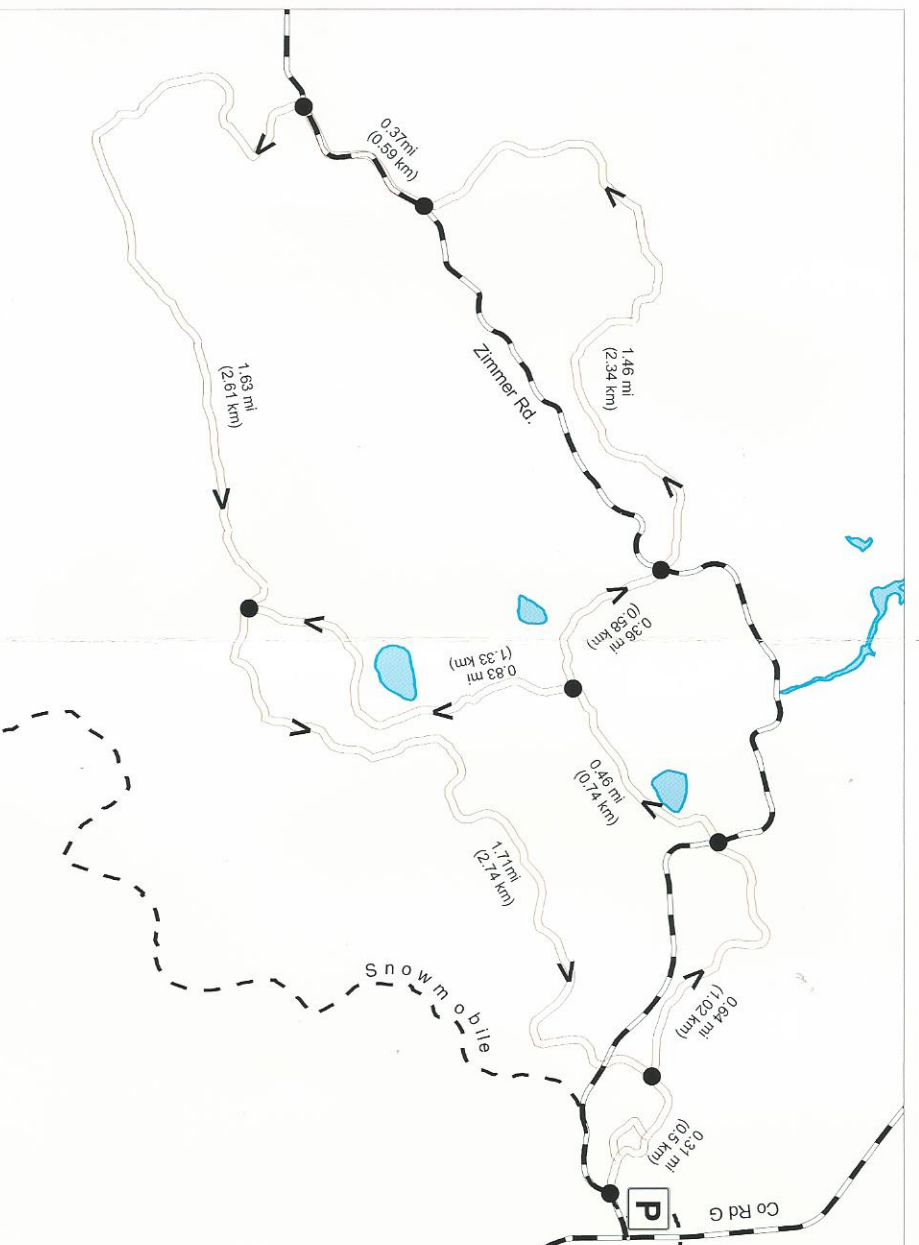 0.37mi
(0.59 km)
1.46 mi
(2.34 km)
Zimmer Rd.
1.63 mi
(2.61 km)
0.36 mi
(0.58 km)
0.83 mi
(1.33 km)
0.46 mi
(0.74 km)
1.71mi
(2.74 km)
Snowmobile
0.64 mi
(1.02 km)
0.31 mi
(0.5 km)
P
Co Rd G